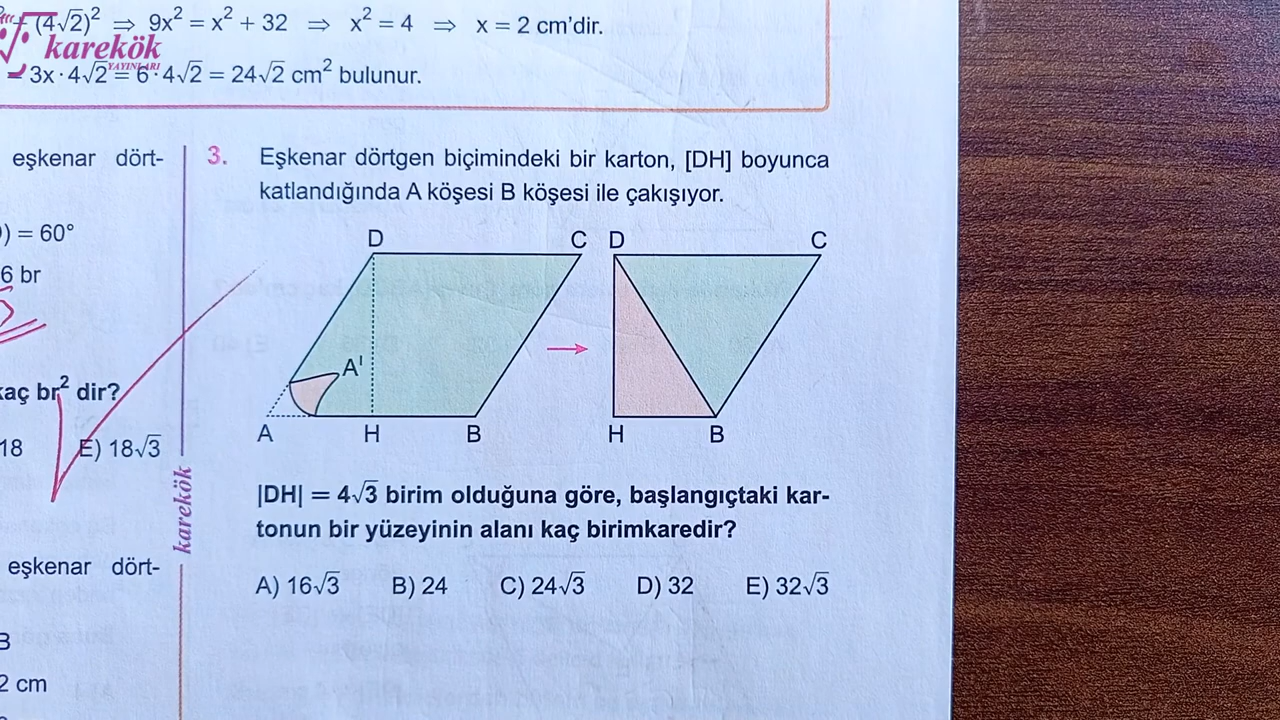 (4√2)² ⇒ 9x² = x² + 32 ⇒ x² = 4 ⇒ x = 2 cm'dir.
karekök
YAYINLARI
= 3x · 4√2 = 6 · 4√2 = 24√2 cm² bulunur.
eşkenar dört-
) = 60°
6 br
kaç br² dir?
18 E) 18√3
karekök
eşkenar dört-
B
2 cm
3. Eşkenar dörtgen biçimindeki bir karton, [DH] boyunca
katlandığında A köşesi B köşesi ile çakışıyor.
D C D C
A'
A H B H B
|DH| = 4√3 birim olduğuna göre, başlangıçtaki kar-
tonun bir yüzeyinin alanı kaç birimkaredir?
A) 16√3 B) 24 C) 24√3 D) 32 E) 32√3